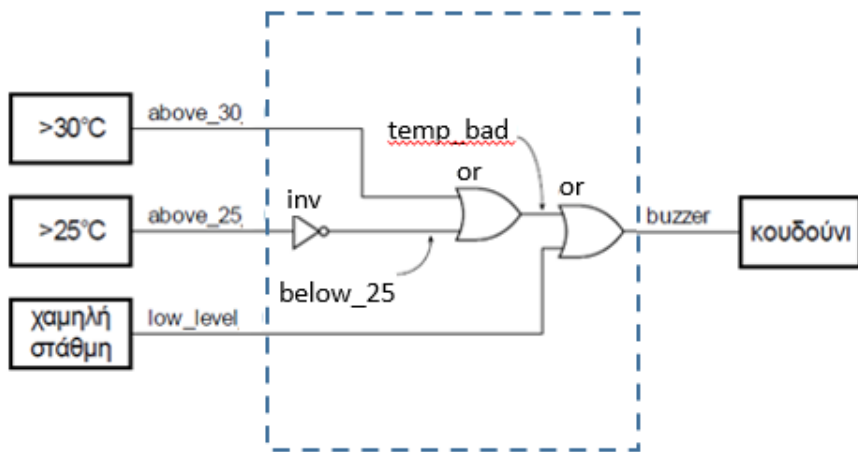 >30°C
above_30
temp_bad
or
or
inv
>25°C
above_25
buzzer
κουδούνι
below_25
χαμηλή
στάθμη
low_level